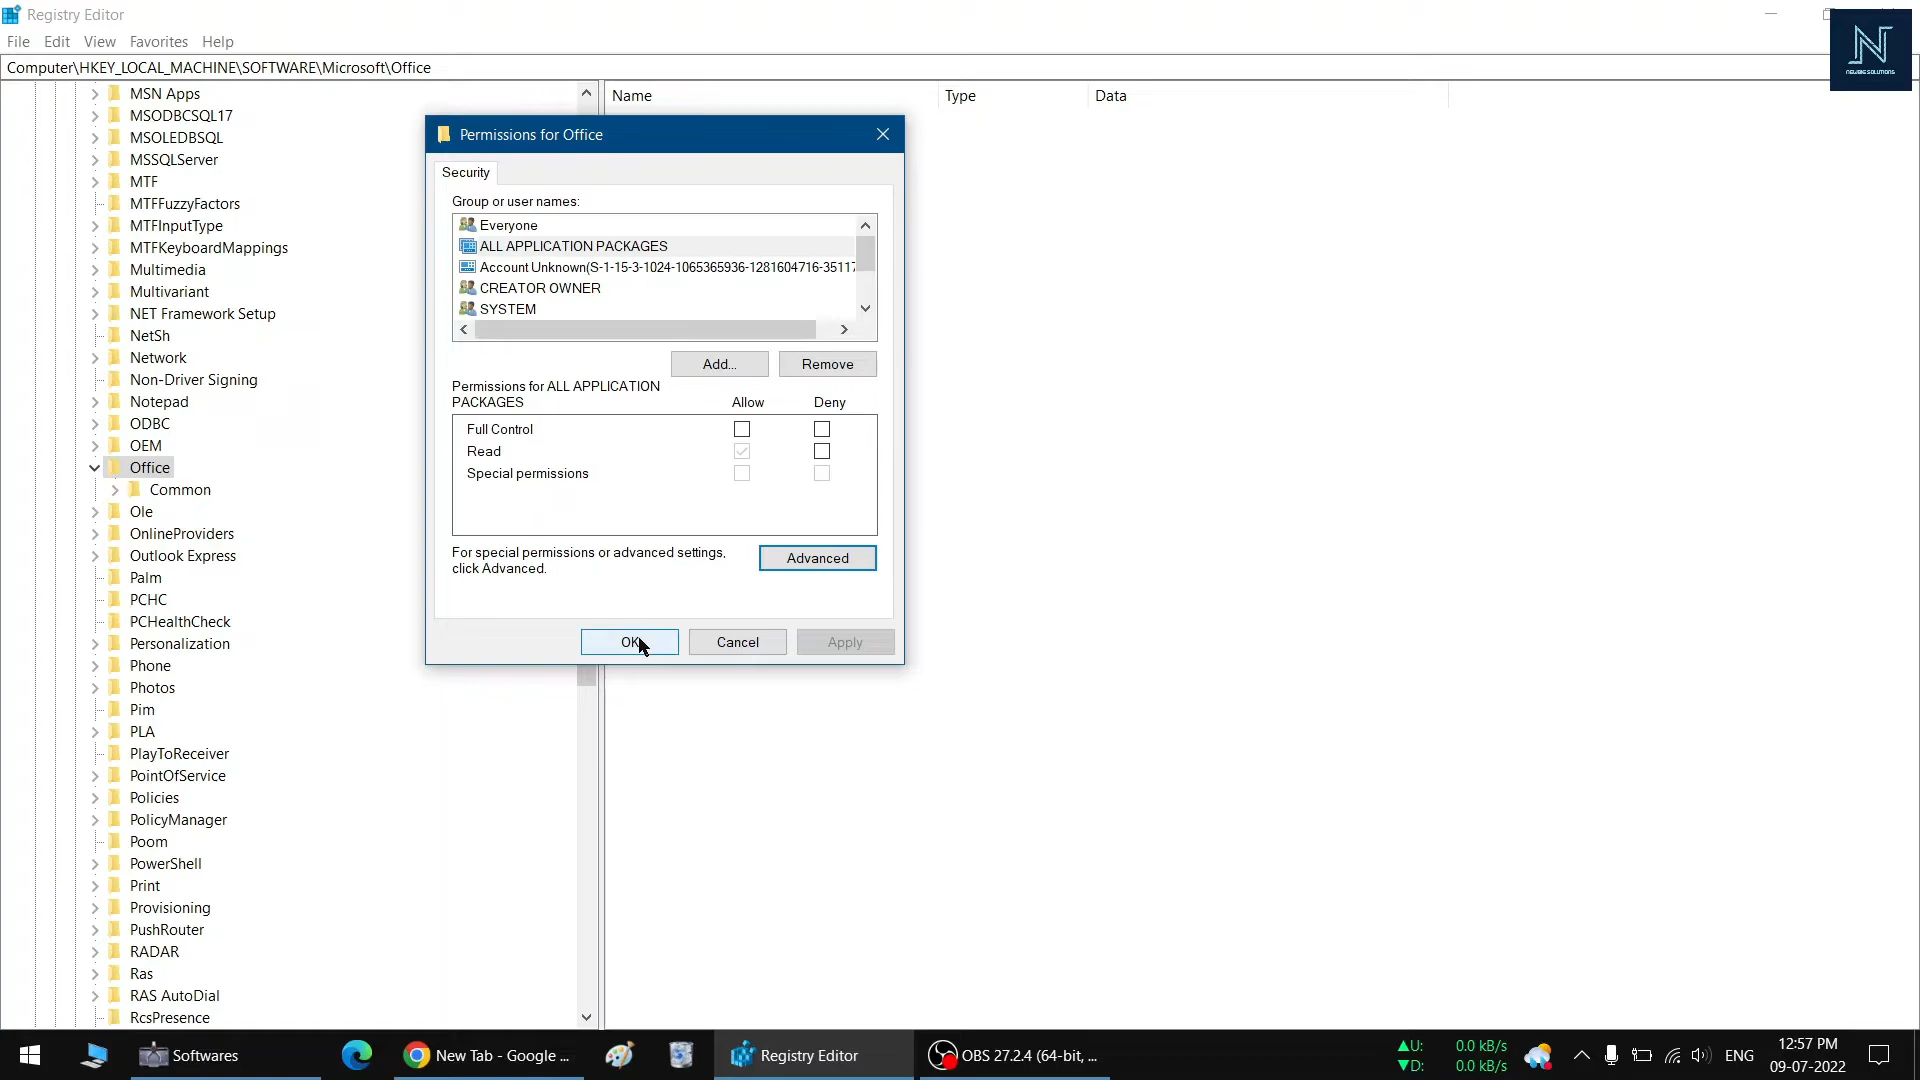 Registry Editor
File Edit View Favorites Help
Computer\HKEY_LOCAL_MACHINE\SOFTWARE\Microsoft\Office
MSN Apps
MSODBCSQL17
MSOLEDBSQL
MSSQLServer
MTF
MTFFuzzyFactors
MTFInputType
MTFKeyboardMappings
Multimedia
Multivariant
NET Framework Setup
NetSh
Network
Non-Driver Signing
Notepad
ODBC
OEM
Office
Common
Ole
OnlineProviders
Outlook Express
Palm
PCHC
PCHealthCheck
Personalization
Phone
Photos
Pim
PLA
PlayToReceiver
PointOfService
Policies
PolicyManager
Poom
PowerShell
Print
Provisioning
PushRouter
RADAR
Ras
RAS AutoDial
RcsPresence
Name Type Data
Permissions for Office
Security
Group or user names:
Everyone
ALL APPLICATION PACKAGES
Account Unknown(S-1-15-3-1024-1065365936-1281604716-35117
CREATOR OWNER
SYSTEM
Add... Remove
Permissions for ALL APPLICATION
PACKAGES Allow Deny
Full Control
Read
Special permissions
For special permissions or advanced settings,
click Advanced.
Advanced
OK Cancel Apply
N
NEWBIE SOLUTIONS
Softwares
New Tab - Google ...
Registry Editor
OBS 27.2.4 (64-bit, ...
U: 0.0 kB/s
D: 0.0 kB/s
ENG
12:57 PM
09-07-2022